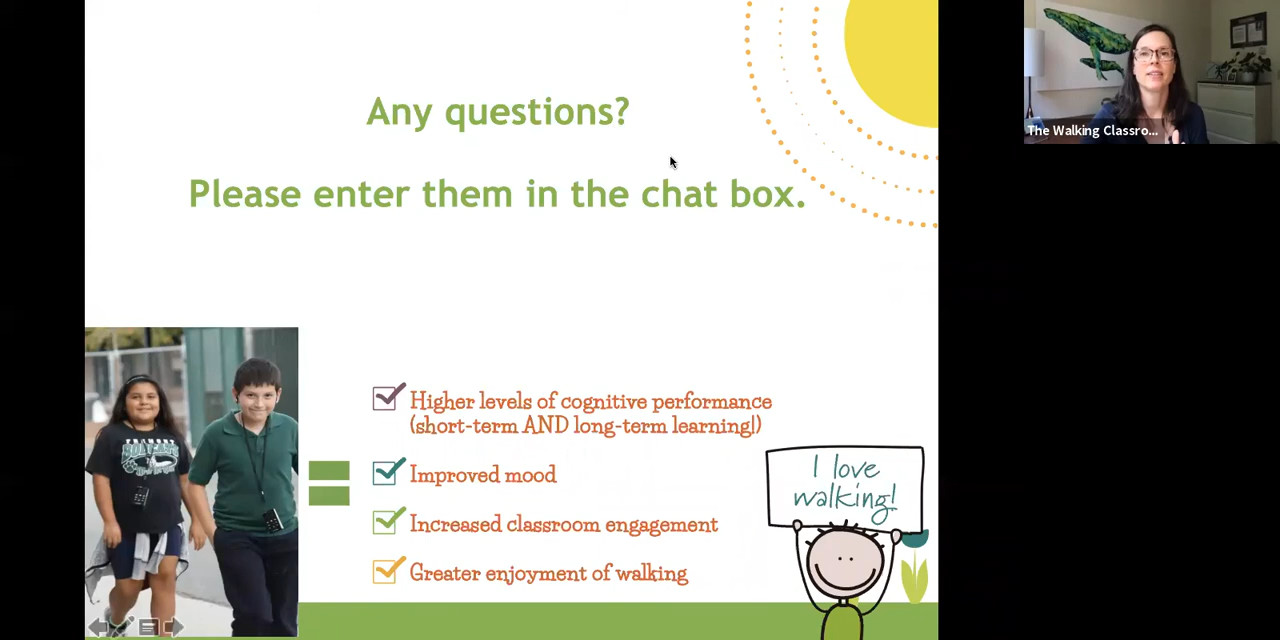 Any questions?
Please enter them in the chat box.
The Walking Classro...
Higher levels of cognitive performance
(short-term AND long-term learning!)
Improved mood
Increased classroom engagement
Greater enjoyment of walking
I love
walking!